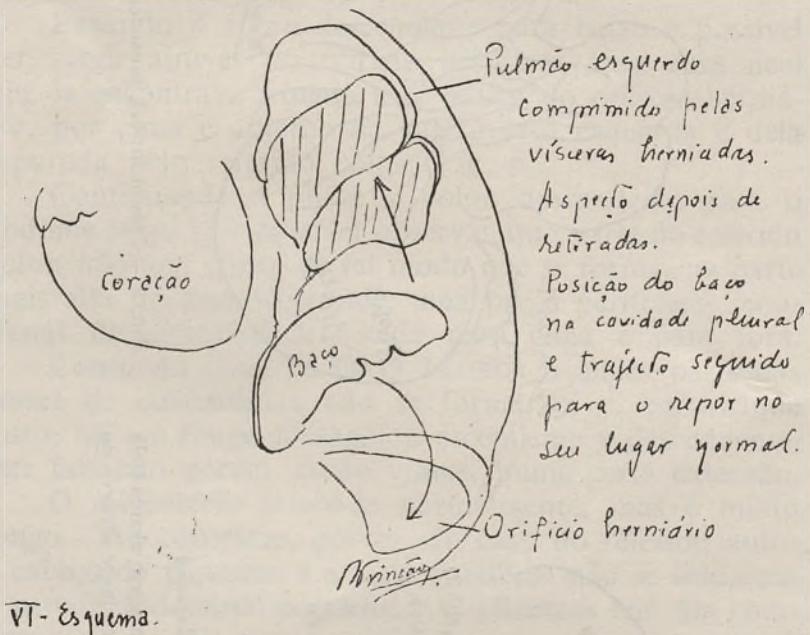 Pulmão esquerdo
comprimido pelas
vísceras herniadas.
Aspecto depois de
retiradas.
Posição do baço
na cavidade pleural
e trajecto seguido
para o repor no
seu lugar normal.
Coração
Baço
Orifício herniário
VI - Esquema.